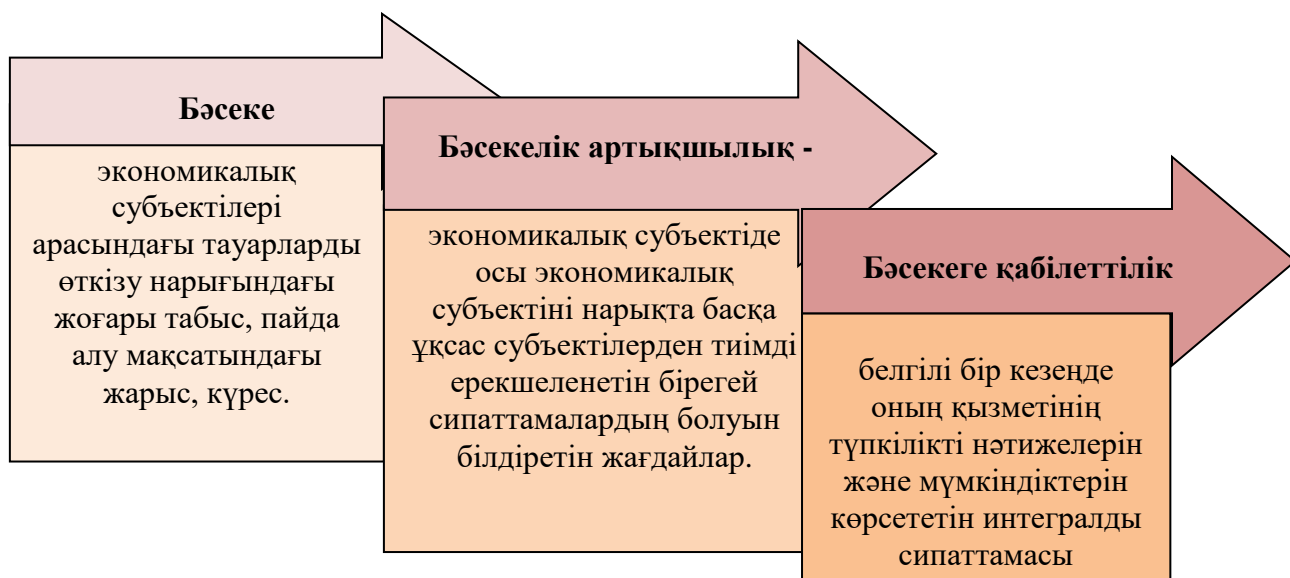 Бәсеке
экономикалық
субъектілері
арасындағы тауарларды
өткізу нарығындағы
жоғары табыс, пайда
алу мақсатындағы
жарыс, күрес.
Бәсекелік артықшылық -
экономикалық субъектіде
осы экономикалық
субъектіні нарықта басқа
ұқсас субъектілерден тиімді
ерекшеленетін бірегей
сипаттамалардың болуын
білдіретін жағдайлар.
Бәсекеге қабілеттілік
белгілі бір кезеңде
оның қызметінің
түпкілікті нәтижелерін
және мүмкіндіктерін
көрсететін интегралды
сипаттамасы